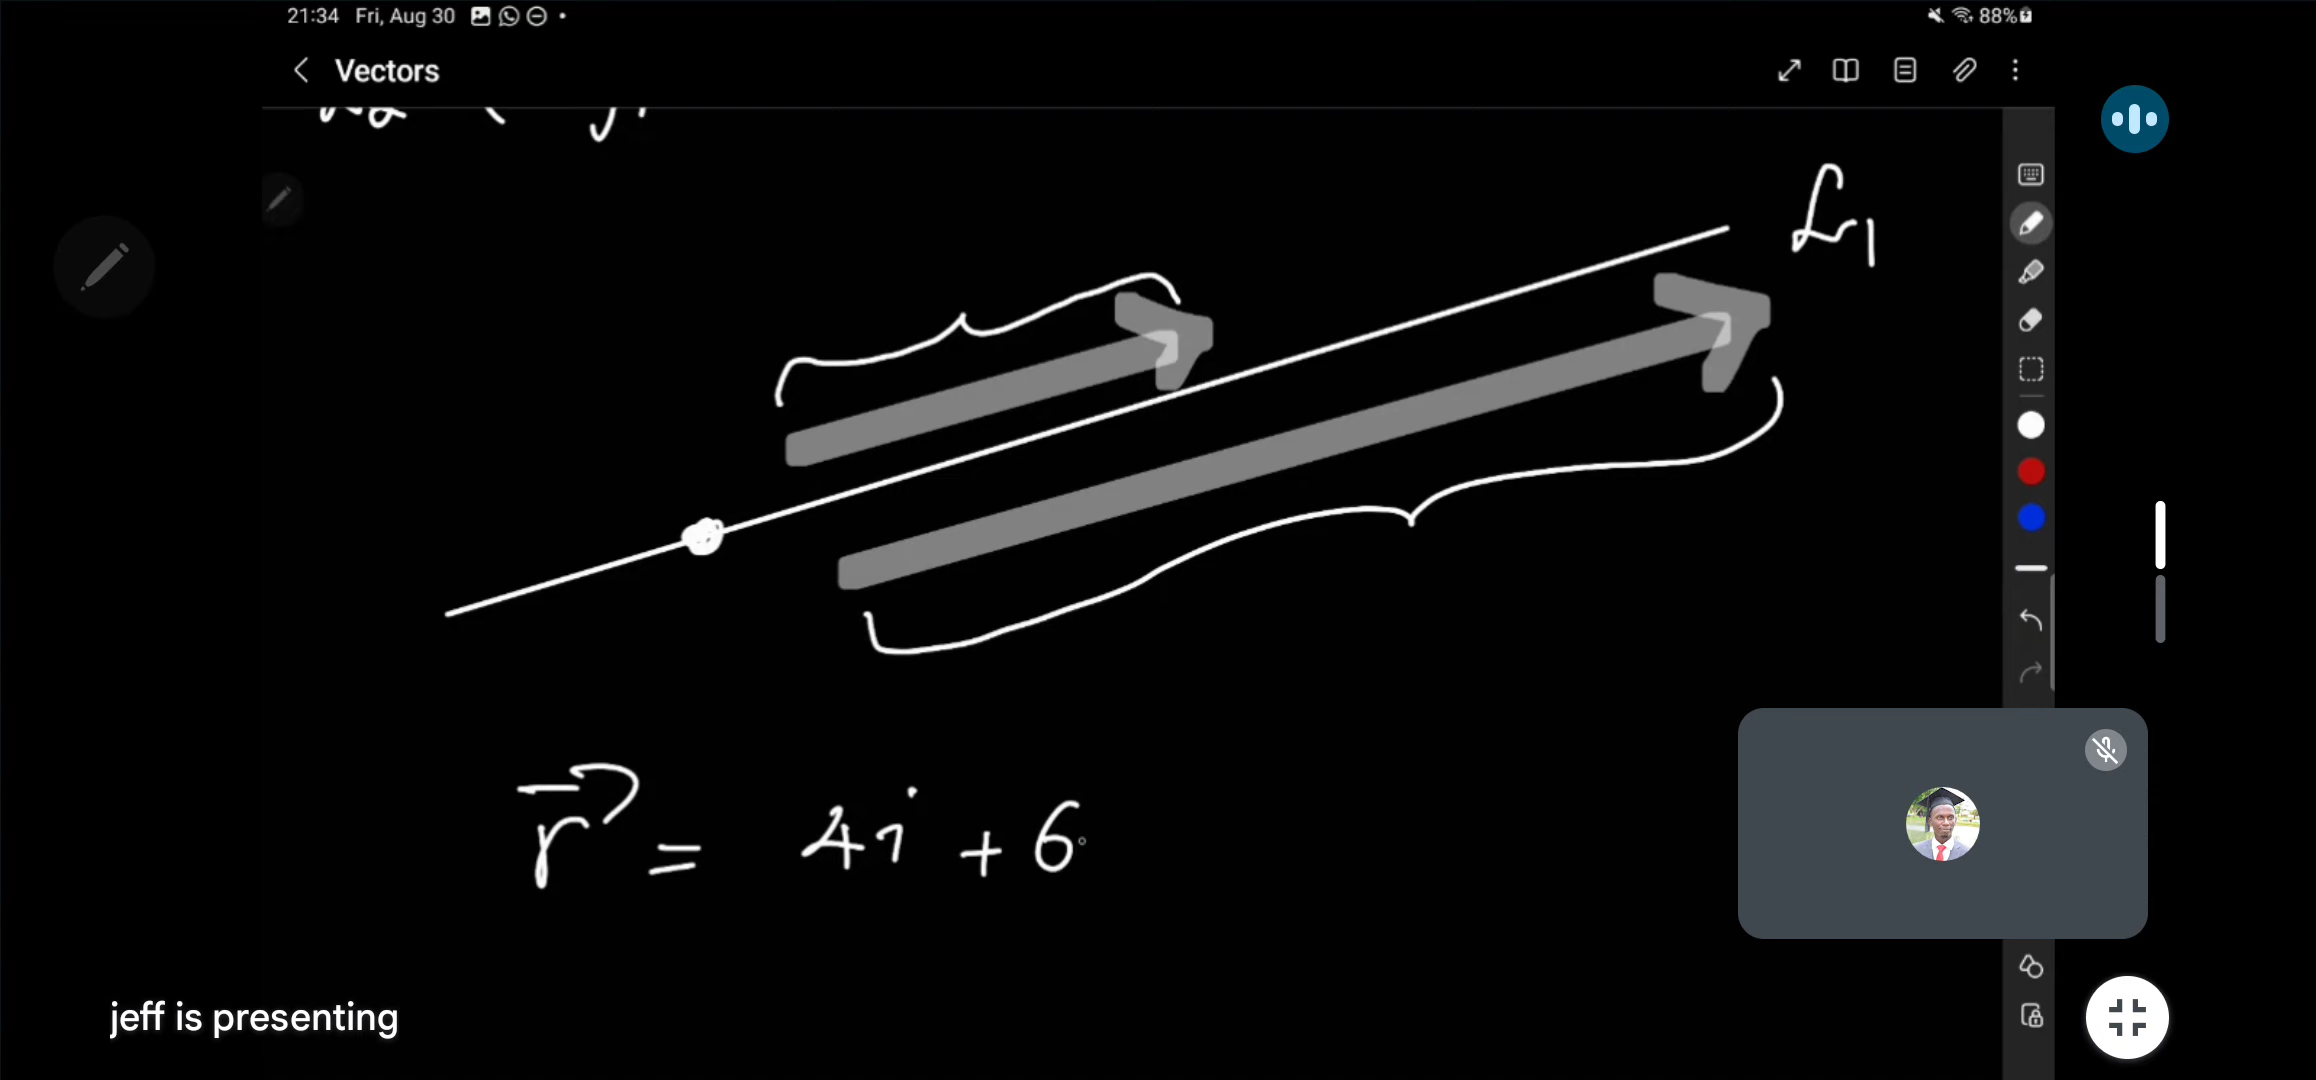 21:34 Fri, Aug 30 88%
Vectors
L1
r = 4i + 6
jeff is presenting